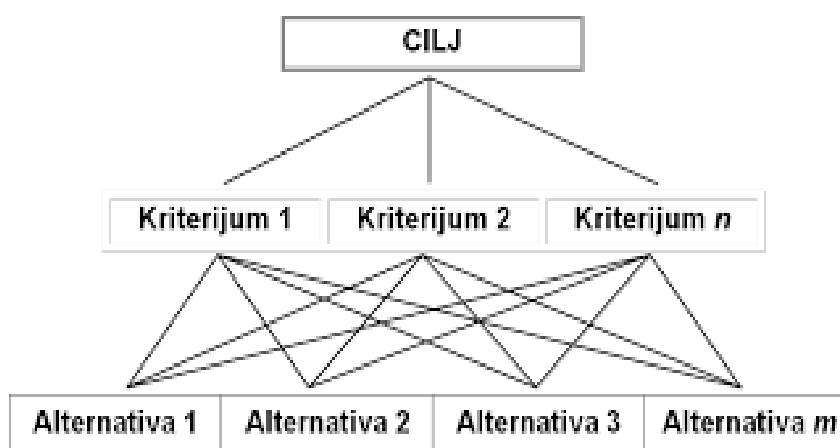 CILJ
Kriterijum 1 Kriterijum 2 Kriterijum n
Alternativa 1 Alternativa 2 Alternativa 3 Alternativa m